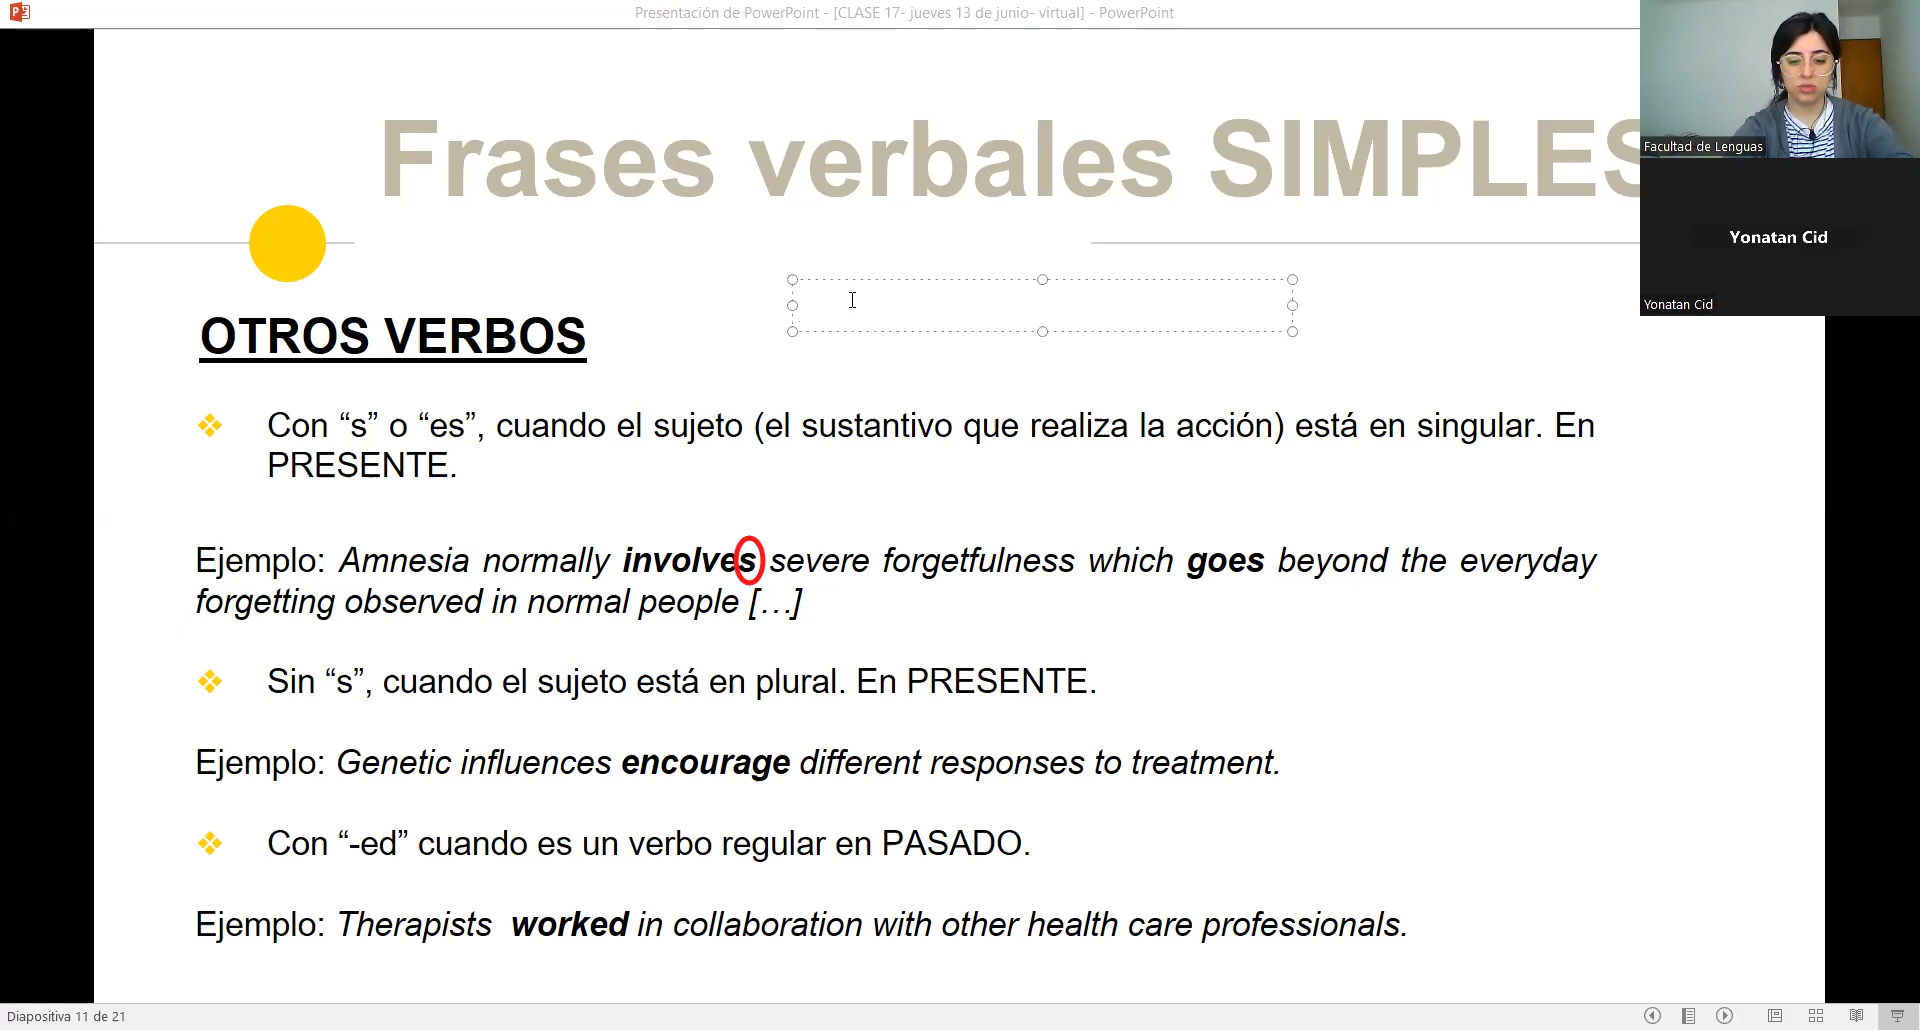 Presentación de PowerPoint - [CLASE 17- jueves 13 de junio- virtual] - PowerPoint
Frases verbales SIMPLES
Facultad de Lenguas
Yonatan Cid
Yonatan Cid
OTROS VERBOS
Con “s” o “es”, cuando el sujeto (el sustantivo que realiza la acción) está en singular. En
PRESENTE.
Ejemplo: Amnesia normally involves severe forgetfulness which goes beyond the everyday
forgetting observed in normal people […]
Sin “s”, cuando el sujeto está en plural. En PRESENTE.
Ejemplo: Genetic influences encourage different responses to treatment.
Con “-ed” cuando es un verbo regular en PASADO.
Ejemplo: Therapists worked in collaboration with other health care professionals.
Diapositiva 11 de 21